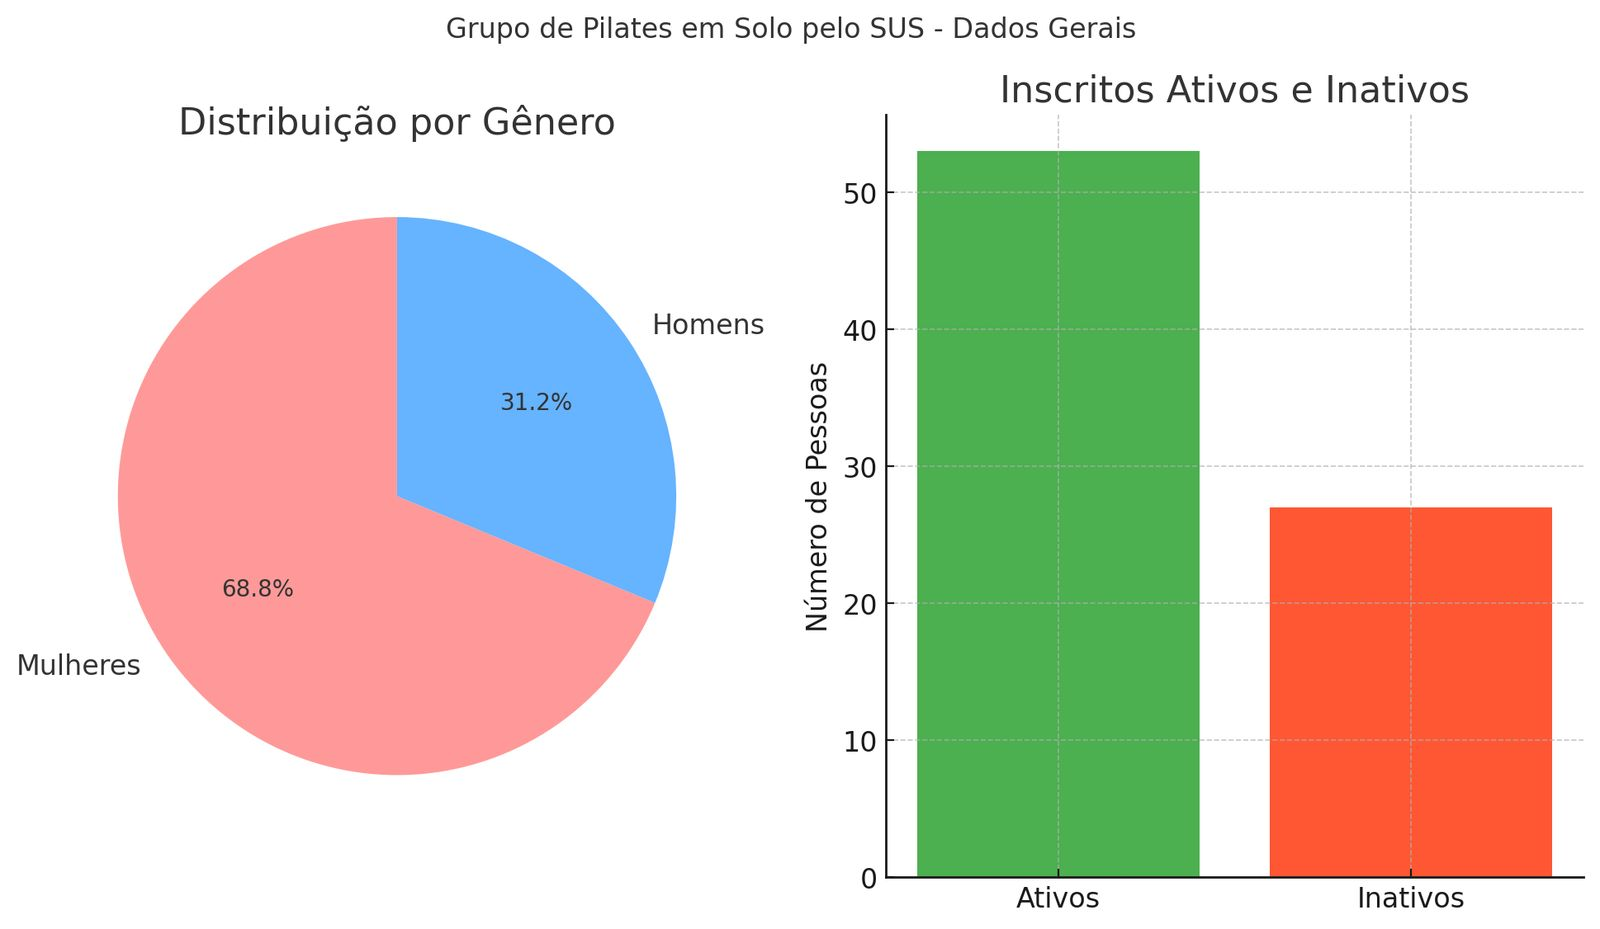 Grupo de Pilates em Solo pelo SUS - Dados Gerais
Distribuição por Gênero
Homens
31.2%
68.8%
Mulheres
Inscritos Ativos e Inativos
Número de Pessoas
50
40
30
20
10
0
Ativos
Inativos